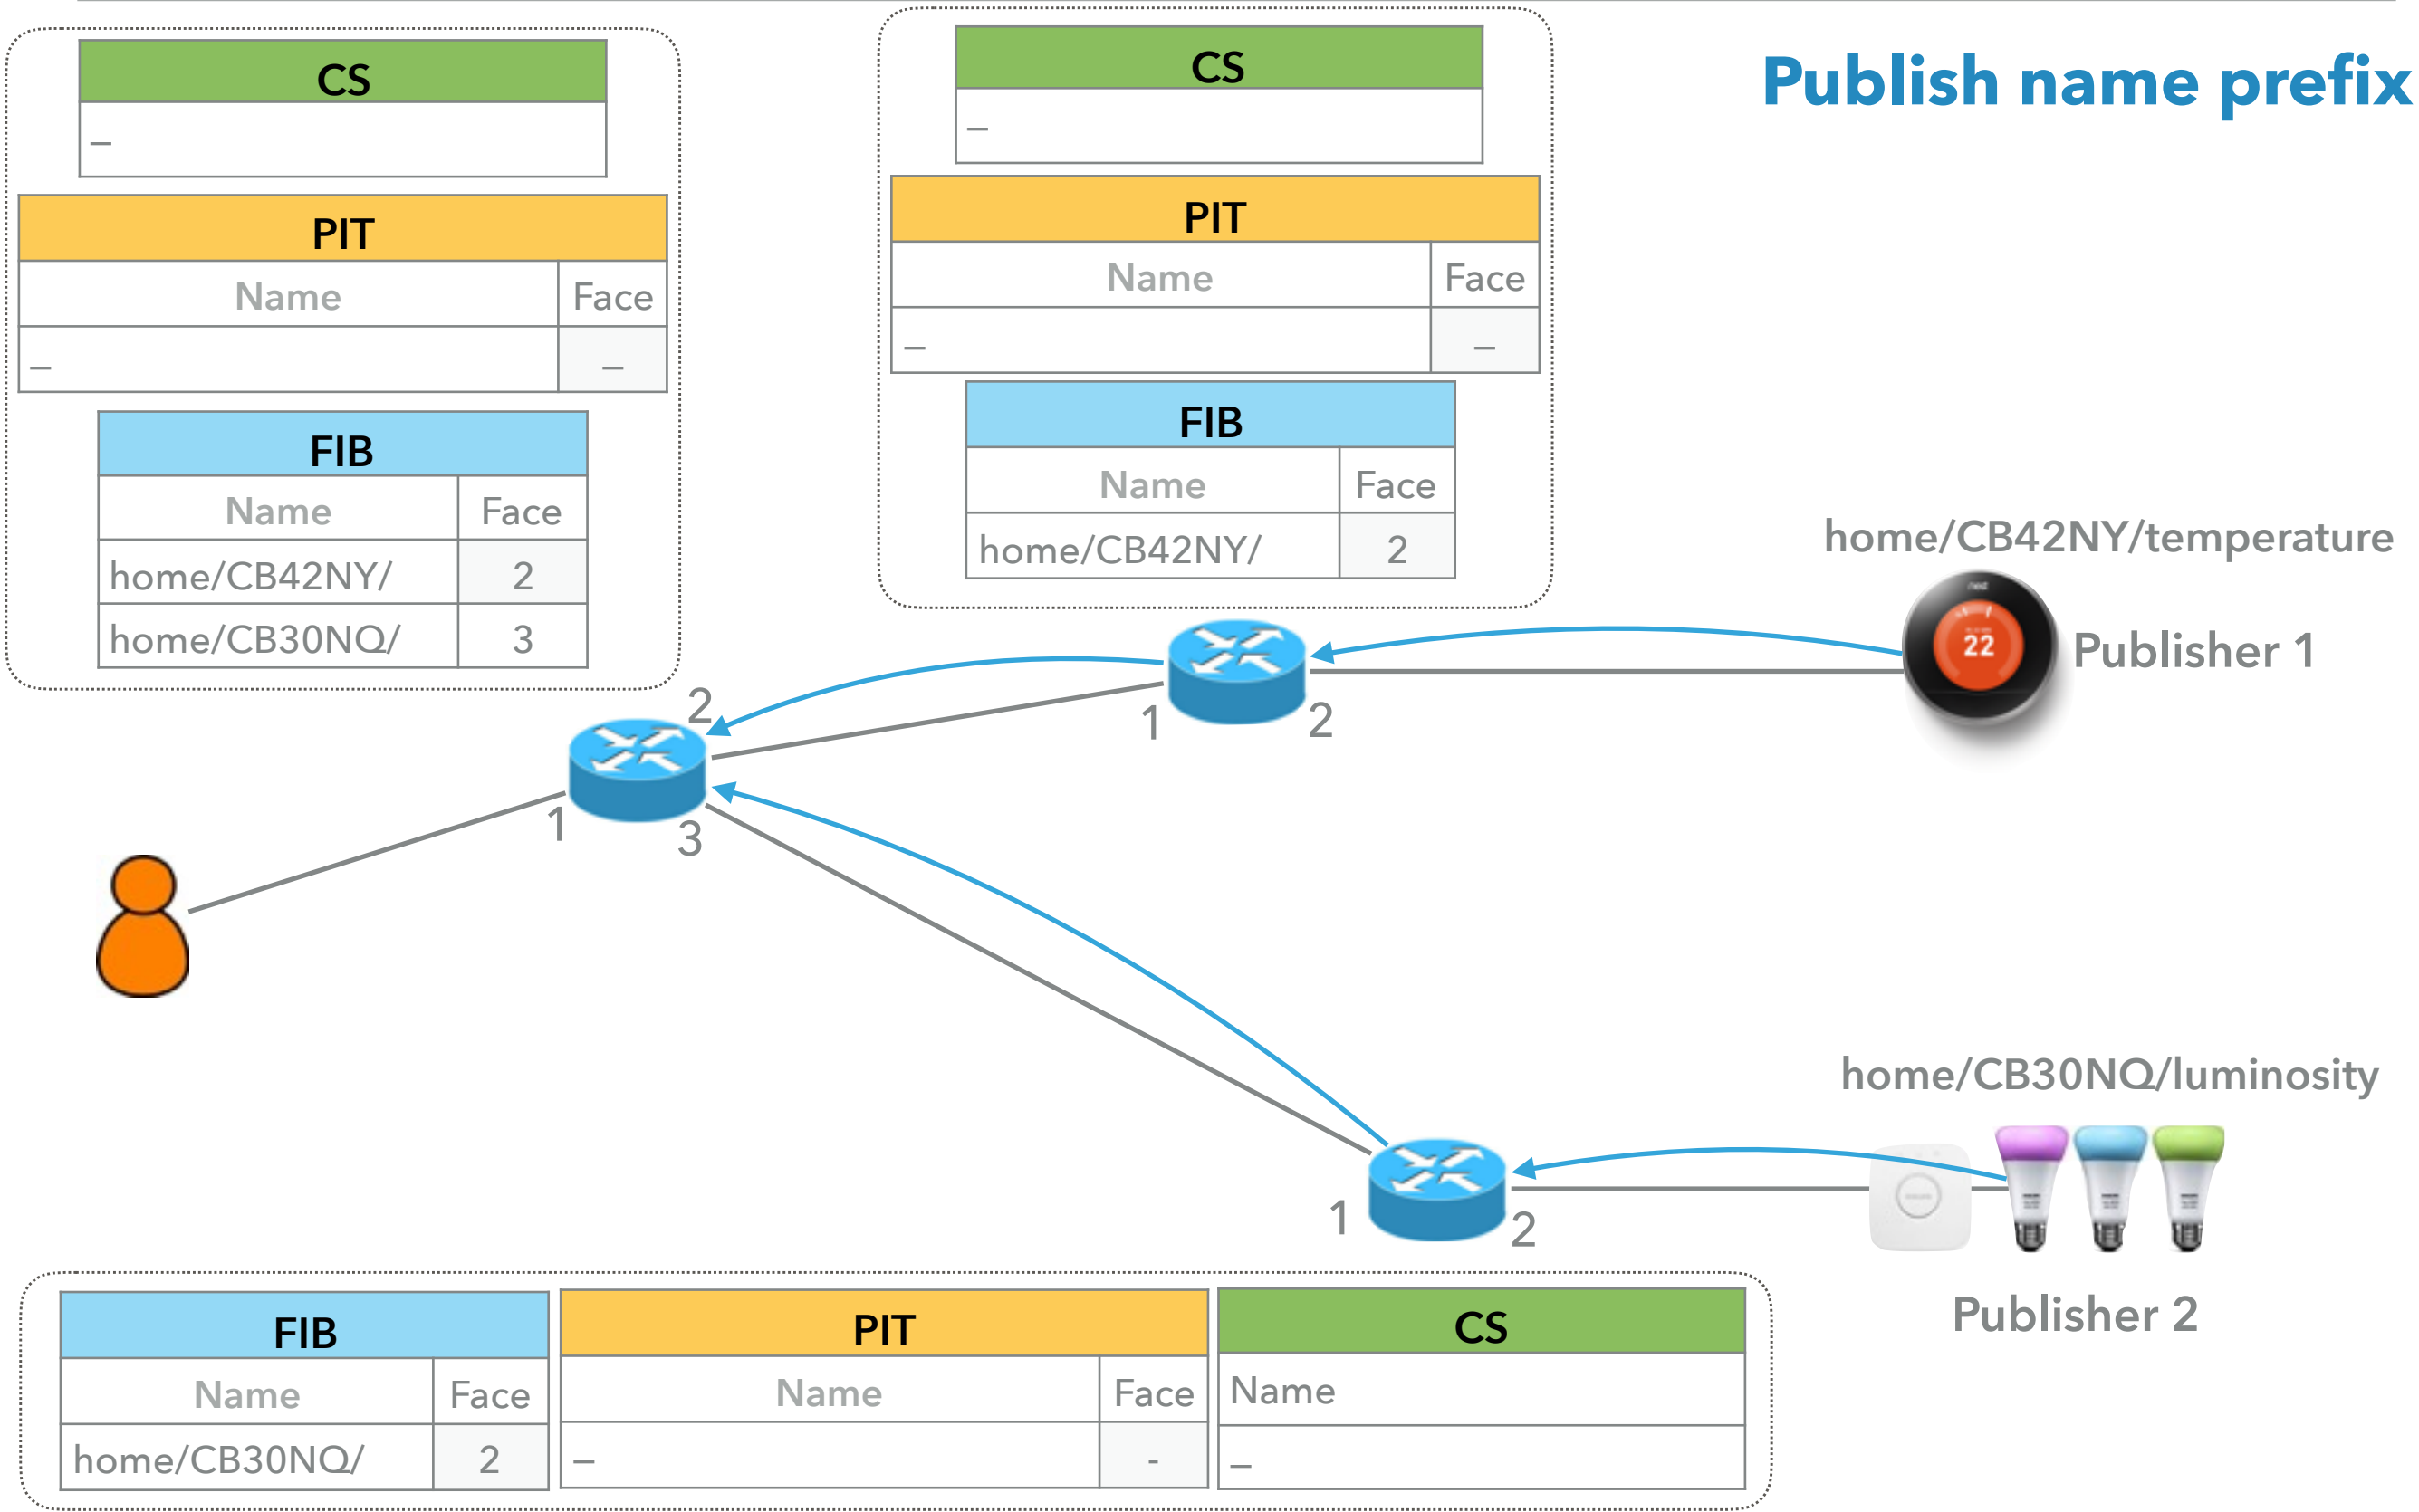 Publish name prefix
CS
–
PIT
Name Face
– –
FIB
Name Face
home/CB42NY/ 2
home/CB30NQ/ 3
CS
–
PIT
Name Face
– –
FIB
Name Face
home/CB42NY/ 2
home/CB42NY/temperature
nest
22
Publisher 1
2
1
3
1
2
home/CB30NQ/luminosity
1
2
Publisher 2
FIB
Name Face
home/CB30NQ/ 2
PIT
Name Face
– -
CS
Name
–